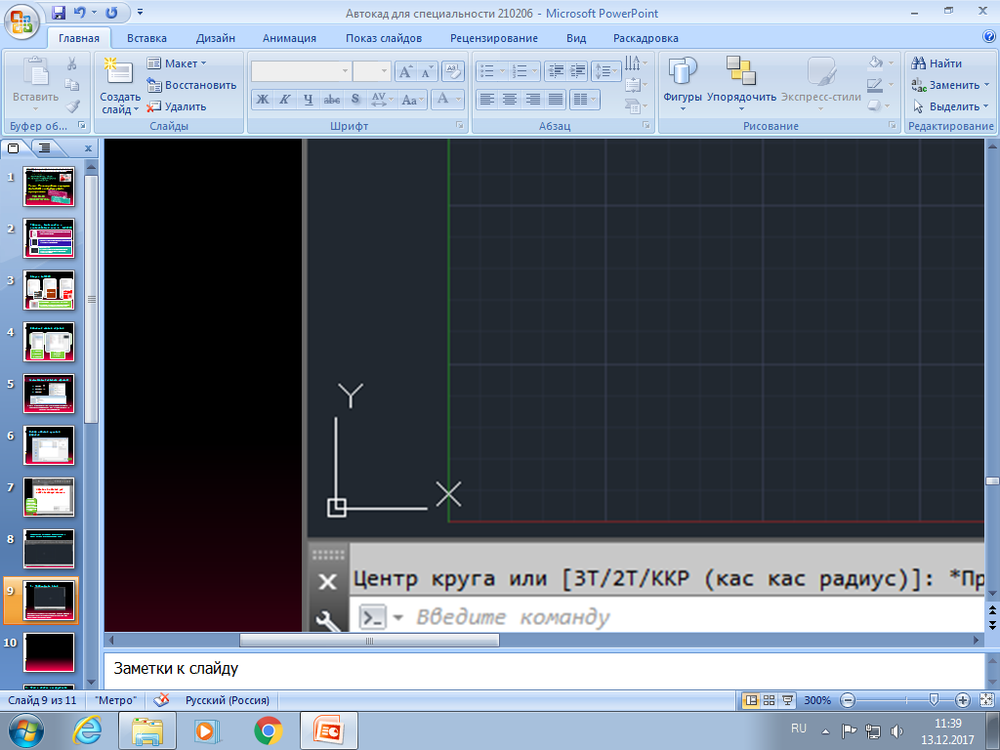 Автокад для специальности 210206 - Microsoft PowerPoint
Главная Вставка Дизайн Анимация Показ слайдов Рецензирование Вид Раскадровка
Вставить
Буфер об...
Создать слайд
Макет
Восстановить
Удалить
Слайды
Ж К Ч abc S AV Aa A
Шрифт
Абзац
Фигуры Упорядочить Экспресс-стили
Рисование
Найти
Заменить
Выделить
Редактирование
1
2
3
4
5
6
7
8
9
10
Y
X
Центр круга или [3Т/2Т/ККР (кас кас радиус)]: *Пр
Введите команду
Заметки к слайду
Слайд 9 из 11 "Метро" Русский (Россия) 300%
RU 11:39
13.12.2017